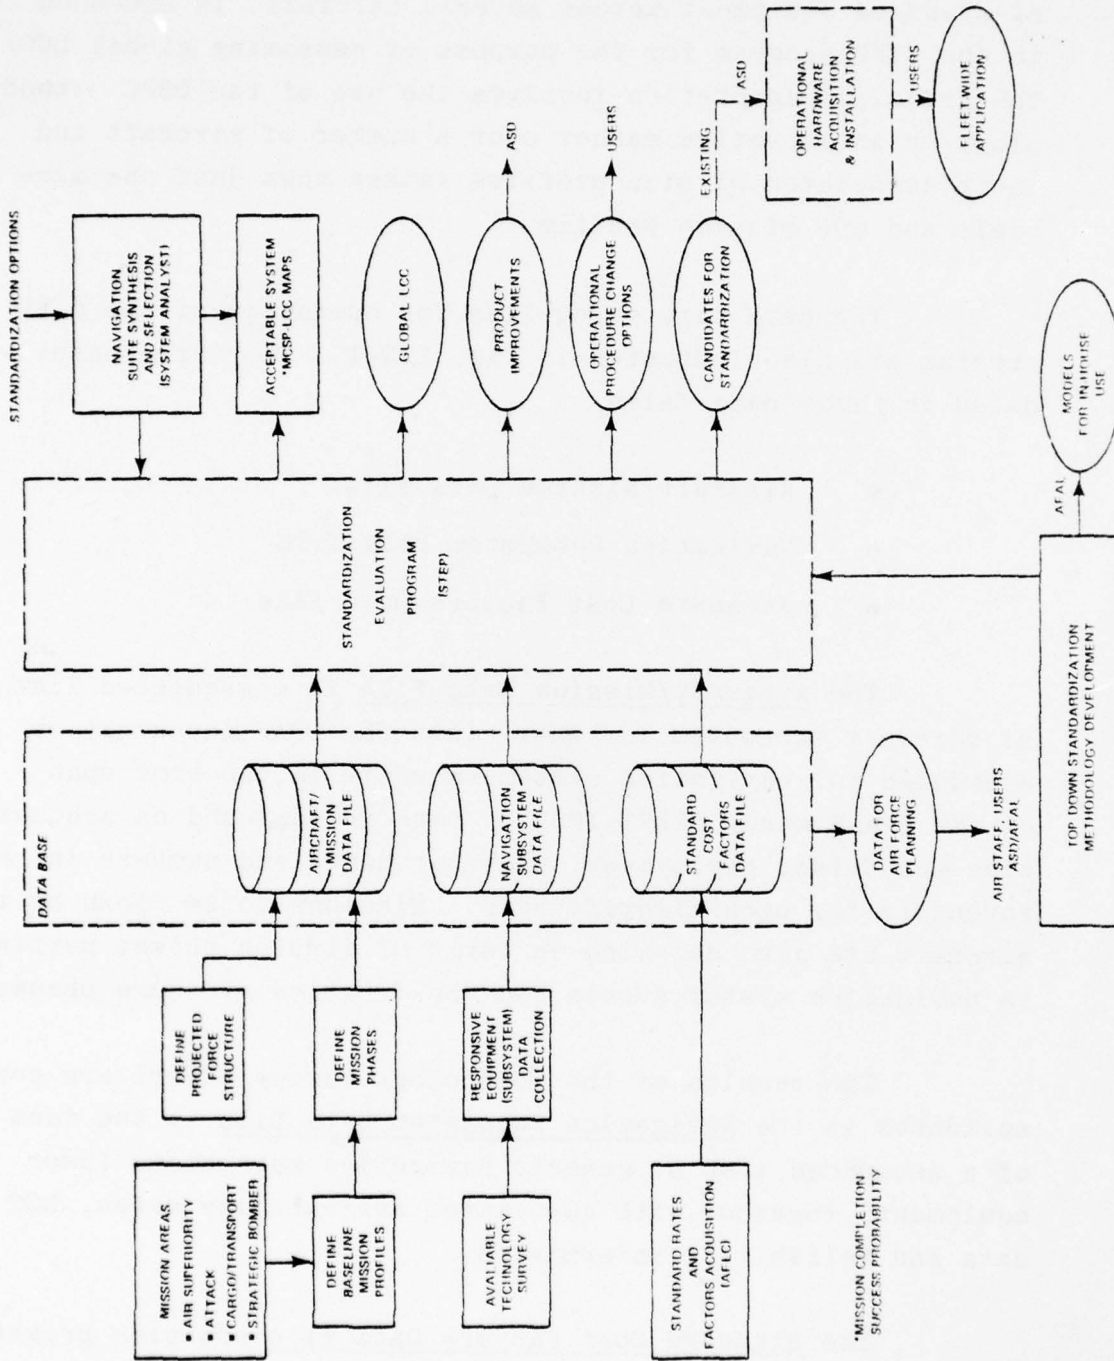 STANDARDIZATION OPTIONS
NAVIGATION
SUITE SYNTHESIS
AND SELECTION
(SYSTEM ANALYST)
ACCEPTABLE SYSTEM
*MCSP-LCC MAPS
GLOBAL LCC
PRODUCT
IMPROVEMENTS
ASD
OPERATIONAL
PROCEDURE CHANGE
OPTIONS
USERS
CANDIDATES FOR
STANDARDIZATION
EXISTING
ASD
OPERATIONAL
HARDWARE
ACQUISITION
& INSTALLATION
USERS
FLEETWIDE
APPLICATION
STANDARDIZATION
EVALUATION
PROGRAM
(STEP)
MODELS
FOR IN-HOUSE
USE
AFAL
DATA BASE
AIRCRAFT/
MISSION
DATA FILE
NAVIGATION
SUBSYSTEM
DATA FILE
STANDARD
COST
FACTORS
DATA FILE
DATA FOR
AIR FORCE
PLANNING
AIR STAFF, USERS
ASD/AFAL
TOP DOWN STANDARDIZATION
METHODOLOGY DEVELOPMENT
DEFINE
PROJECTED
FORCE
STRUCTURE
DEFINE
MISSION
PHASES
RESPONSIVE
EQUIPMENT
(SUBSYSTEM)
DATA
COLLECTION
MISSION AREAS
• AIR SUPERIORITY
• ATTACK
• CARGO/TRANSPORT
• STRATEGIC BOMBER
DEFINE
BASELINE
MISSION
PROFILES
AVAILABLE
TECHNOLOGY
SURVEY
STANDARD RATES
AND
FACTORS ACQUISITION
(AFLC)
*MISSION COMPLETION
SUCCESS PROBABILITY